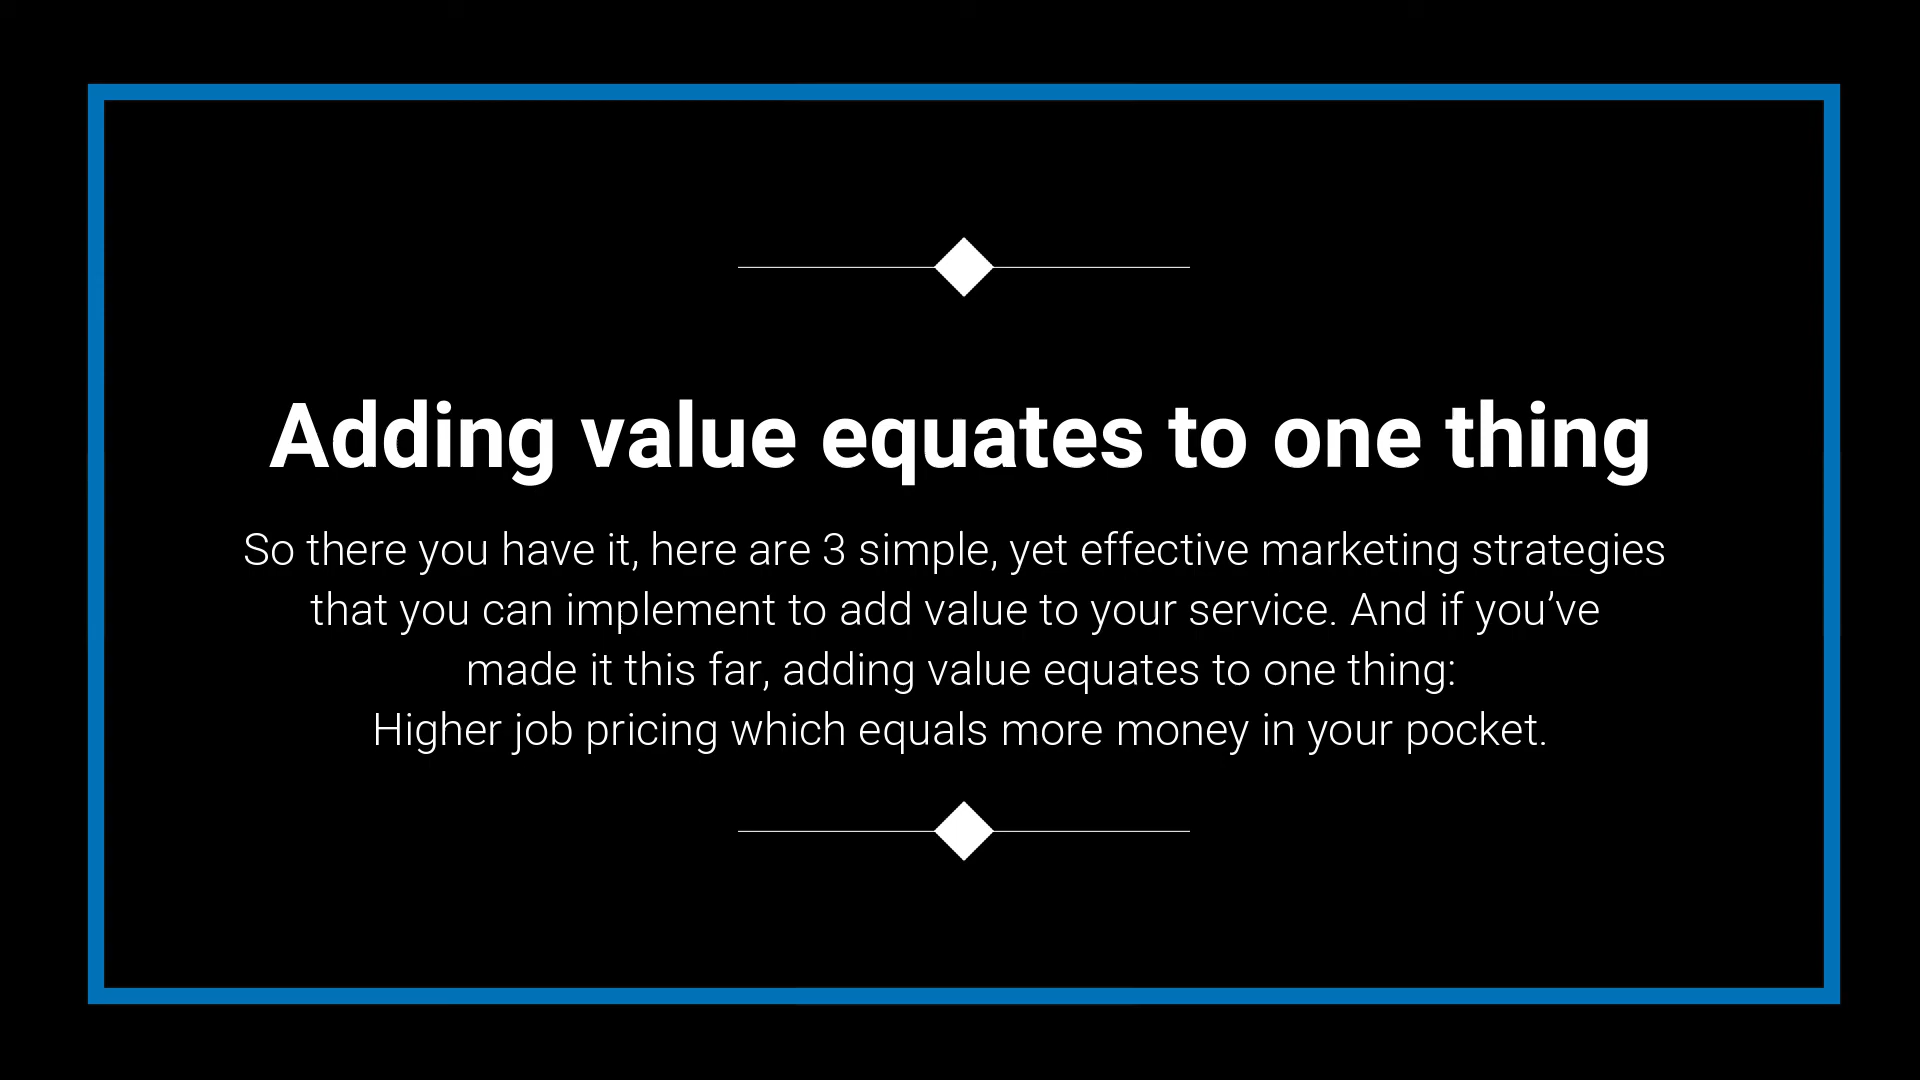 Adding value equates to one thing
So there you have it, here are 3 simple, yet effective marketing strategies
that you can implement to add value to your service. And if you’ve
made it this far, adding value equates to one thing:
Higher job pricing which equals more money in your pocket.